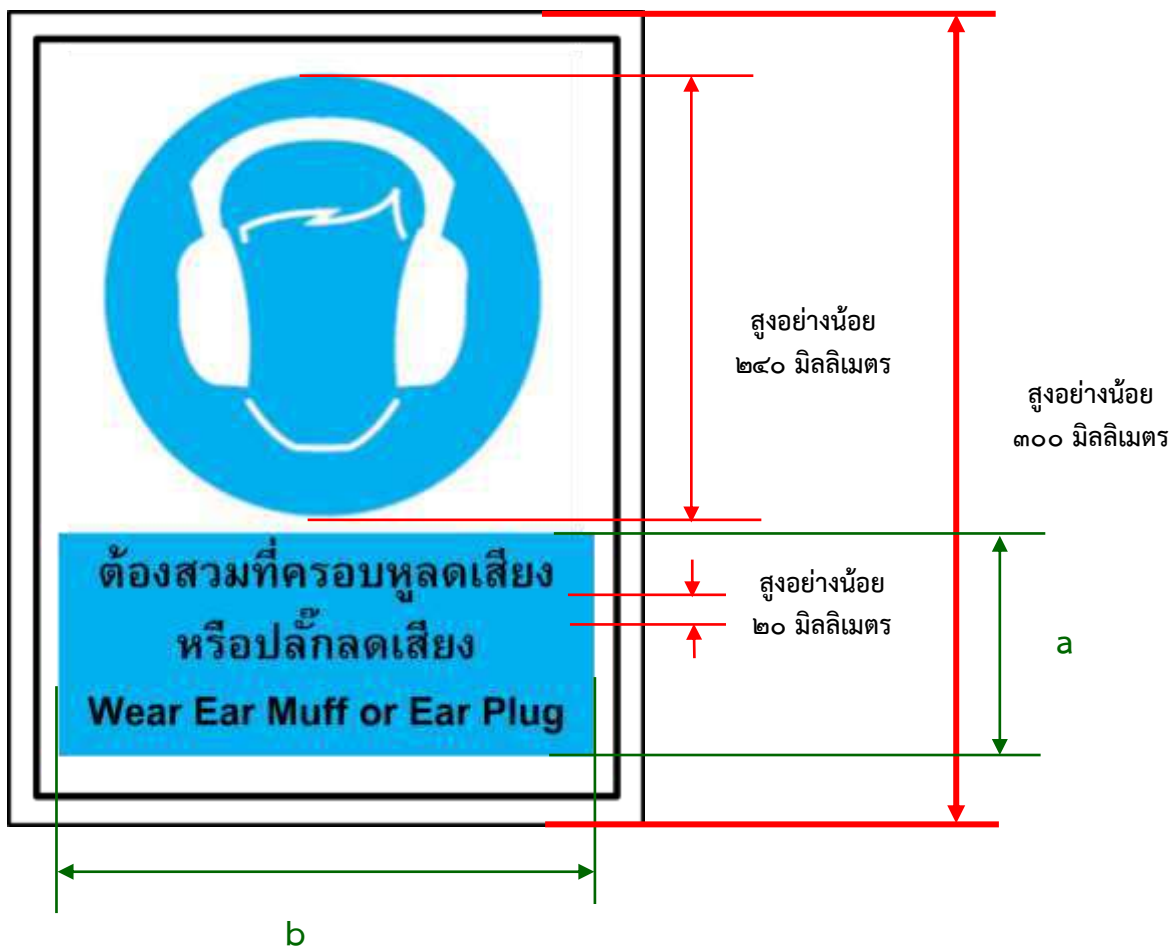 สูงอย่างน้อย
๒๔๐ มิลลิเมตร
สูงอย่างน้อย
๓๐๐ มิลลิเมตร
ต้องสวมที่ครอบหูลดเสียง
หรือปลั๊กลดเสียง
Wear Ear Muff or Ear Plug
สูงอย่างน้อย
๒๐ มิลลิเมตร
a
b